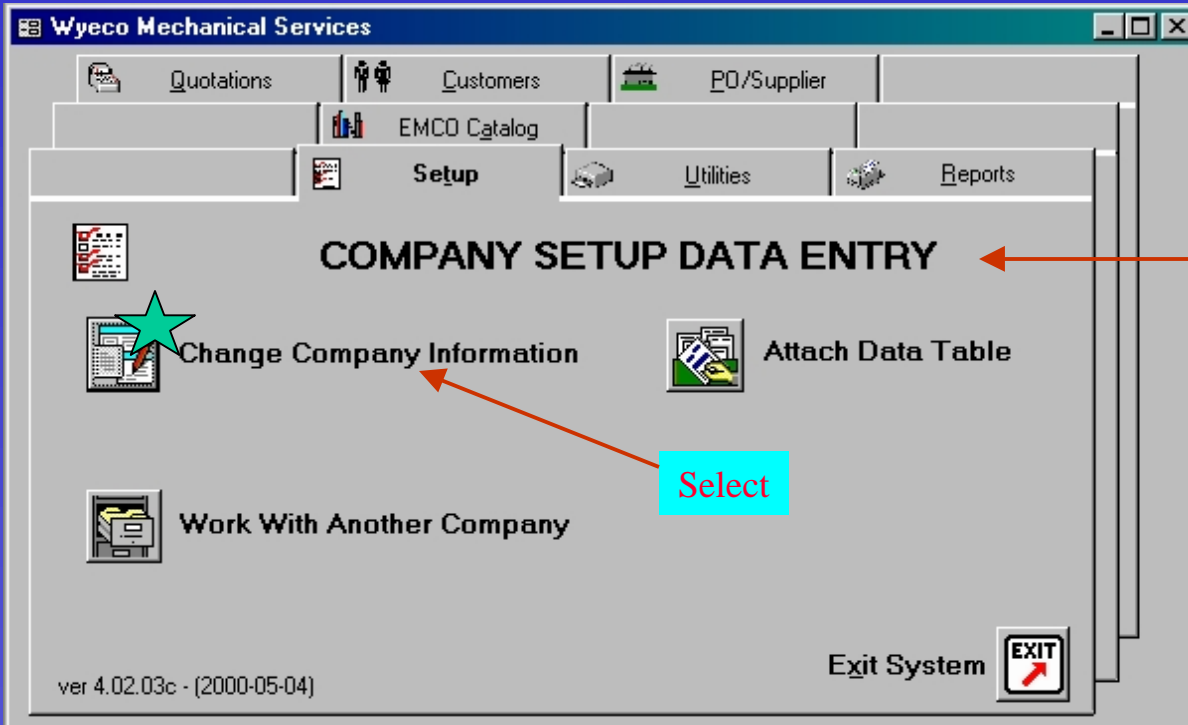 Wyeco Mechanical Services
Quotations Customers PO/Supplier
EMCO Catalog
Setup Utilities Reports
COMPANY SETUP DATA ENTRY
Change Company Information Attach Data Table
Select
Work With Another Company
Exit System EXIT
ver 4.02.03c - (2000-05-04)